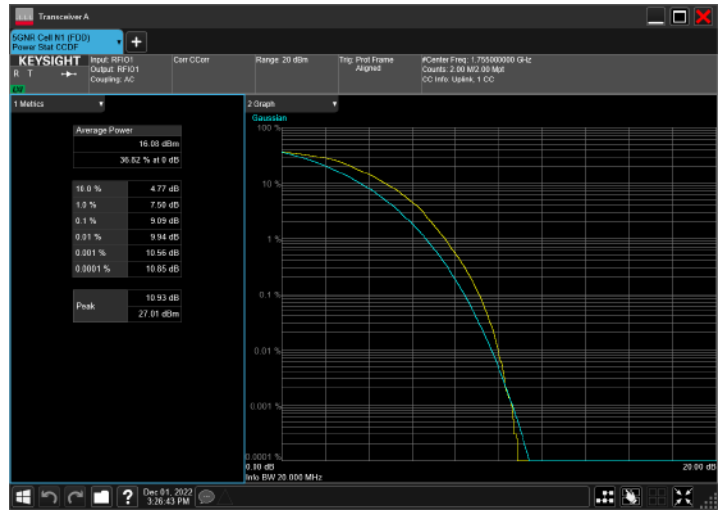 Transceiver A
5GNR Cell N1 (FDD)
Power Stat CCDF
KEYSIGHT
R T
Input: RFIO1
Output: RFIO1
Coupling: AC
Corr CCorr
Range: 20 dBm
Trig: Prot Frame
Aligned
#Center Freq: 1.755000000 GHz
Counts: 2.00 M/2.00 Mpt
CC Info: Uplink, 1 CC
1 Metrics
Average Power
16.08 dBm
36.82 % at 0 dB
10.0 % 4.77 dB
1.0 % 7.50 dB
0.1 % 9.09 dB
0.01 % 9.94 dB
0.001 % 10.56 dB
0.0001 % 10.85 dB
Peak
10.93 dB
27.01 dBm
2 Graph
Gaussian
100 %
10 %
1 %
0.1 %
0.01 %
0.001 %
0.0001 %
0.00 dB
20.00 dB
Info BW 20.000 MHz
?
Dec 01, 2022
3:26:43 PM